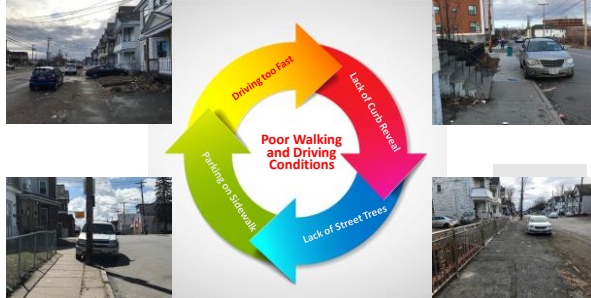 Driving too Fast
Lack of Curb Reveal
Poor Walking
and Driving
Conditions
Parking on Sidewalk
Lack of Street Trees